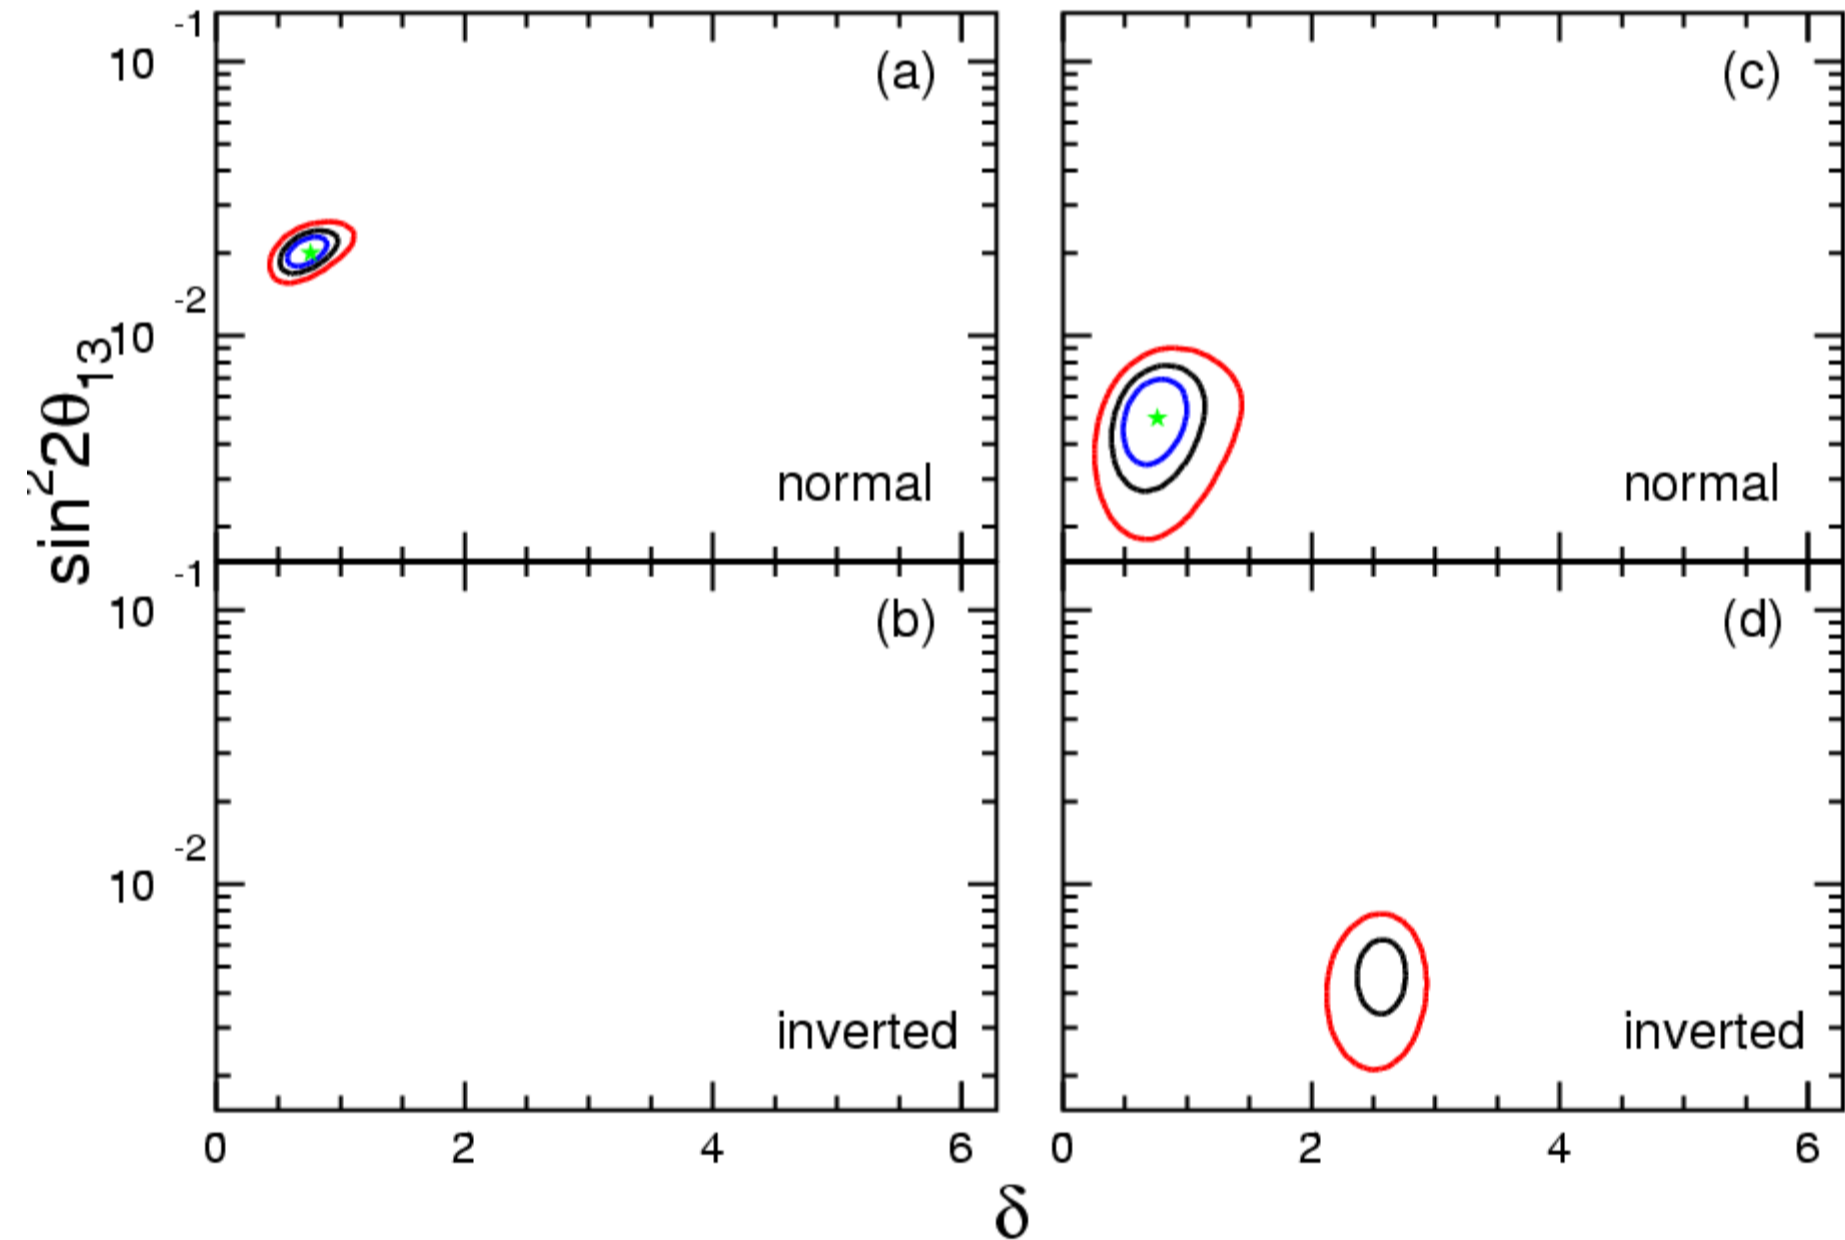 -1
10
(a)
(c)
-2
10
sin²2θ₁₃
normal
normal
-1
10
(b)
(d)
-2
10
inverted
inverted
0 2 4 6 0 2 4 6
δ